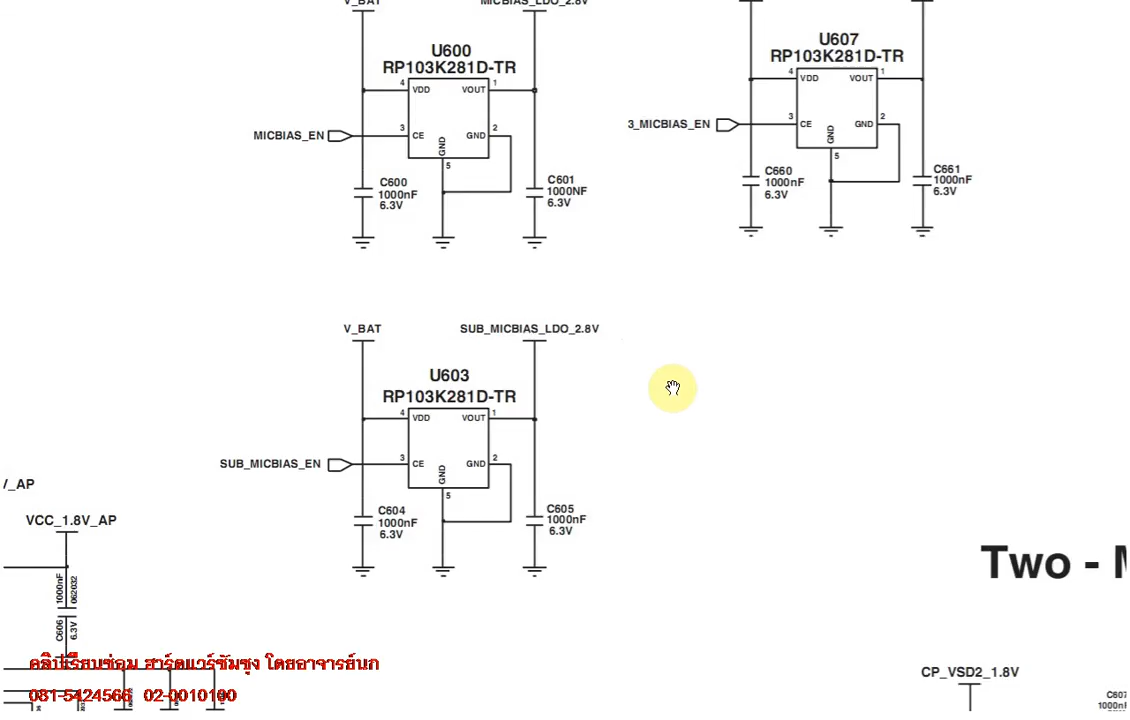 V_BAT
MICBIAS_LDO_2.8V
U600
RP103K281D-TR
4
VDD
VOUT
1
MICBIAS_EN
3
CE
GND
2
GND
5
C600
1000nF
6.3V
C601
1000NF
6.3V
U607
RP103K281D-TR
4
VDD
VOUT
1
3_MICBIAS_EN
3
CE
GND
2
GND
5
C660
1000nF
6.3V
C661
1000nF
6.3V
V_BAT
SUB_MICBIAS_LDO_2.8V
U603
RP103K281D-TR
4
VDD
VOUT
1
SUB_MICBIAS_EN
3
CE
GND
2
GND
5
C604
1000nF
6.3V
C605
1000nF
6.3V
/_AP
VCC_1.8V_AP
1000nF
062032
C606
6.3V
Two -
CP_VSD2_1.8V
C607
1000nF
คลิปเรียนซ่อม ฮาร์ดแวร์ซัมซุง โดยอาจารย์นก
081-5424566 02-0010100